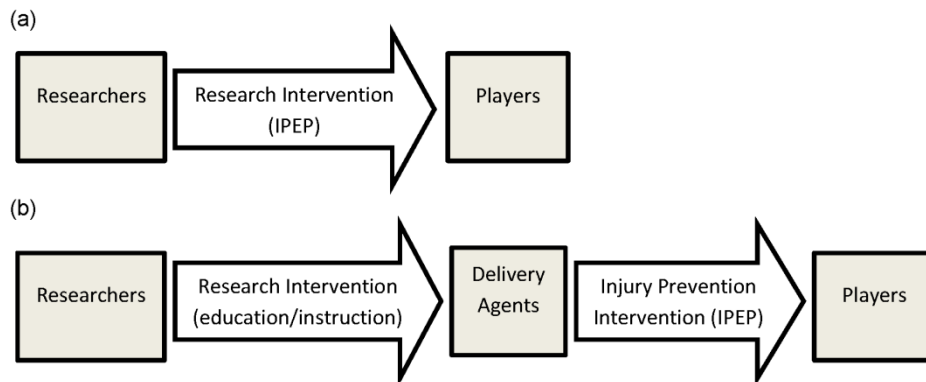 (a)
Researchers
Research Intervention
(IPEP)
Players
(b)
Researchers
Research Intervention
(education/instruction)
Delivery
Agents
Injury Prevention
Intervention (IPEP)
Players